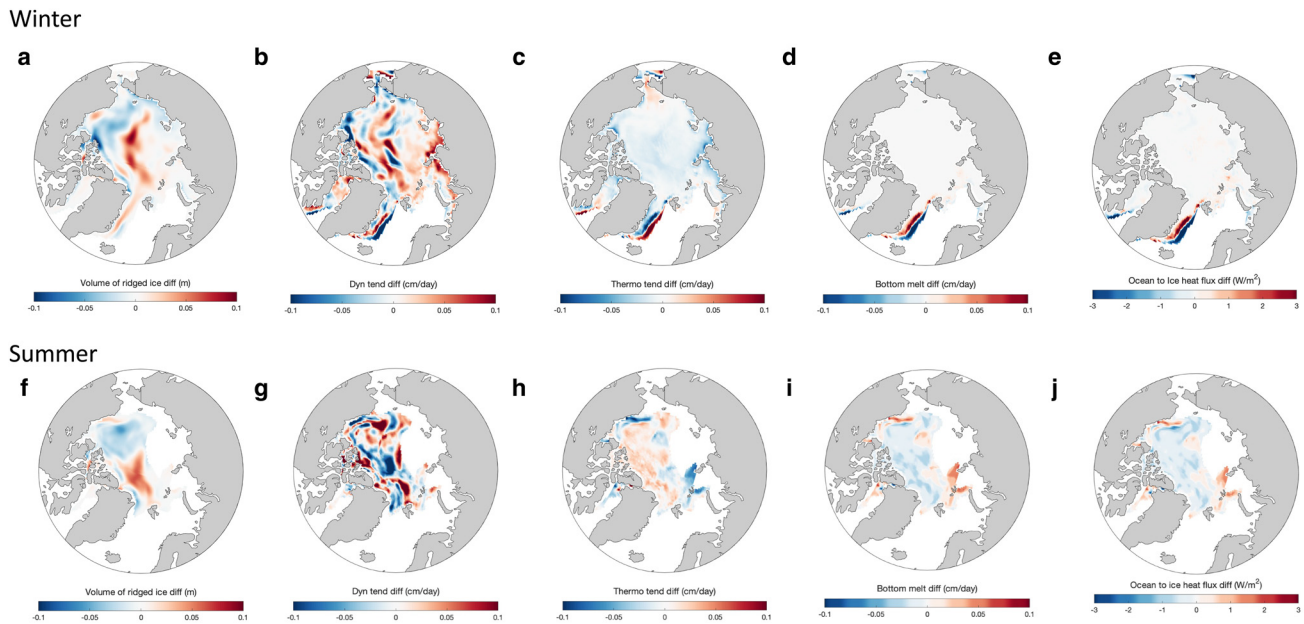 Winter
a b c d e
Volume of ridged ice diff (m) Dyn tend diff (cm/day) Thermo tend diff (cm/day) Bottom melt diff (cm/day) Ocean to Ice heat flux diff (W/m²)
-0.1 -0.05 0 0.05 0.1 -0.1 -0.05 0 0.05 0.1 -0.1 -0.05 0 0.05 0.1 -0.1 -0.05 0 0.05 0.1 -3 -2 -1 0 1 2 3
Summer
f g h i j
Volume of ridged ice diff (m) Dyn tend diff (cm/day) Thermo tend diff (cm/day) Bottom melt diff (cm/day) Ocean to ice heat flux diff (W/m²)
-0.1 -0.05 0 0.05 0.1 -0.1 -0.05 0 0.05 0.1 -0.1 -0.05 0 0.05 0.1 -0.1 -0.05 0 0.05 0.1 -3 -2 -1 0 1 2 3